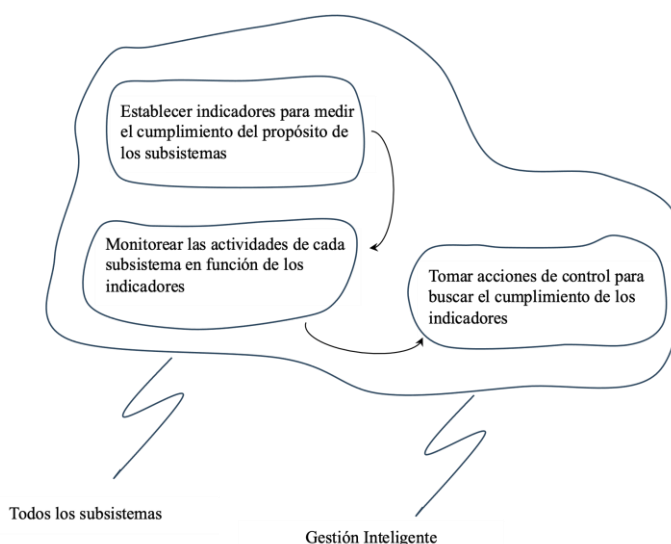 Establecer indicadores para medir
el cumplimiento del propósito de
los subsistemas
Monitorear las actividades de cada
subsistema en función de los
indicadores
Tomar acciones de control para
buscar el cumplimiento de los
indicadores
Todos los subsistemas
Gestión Inteligente